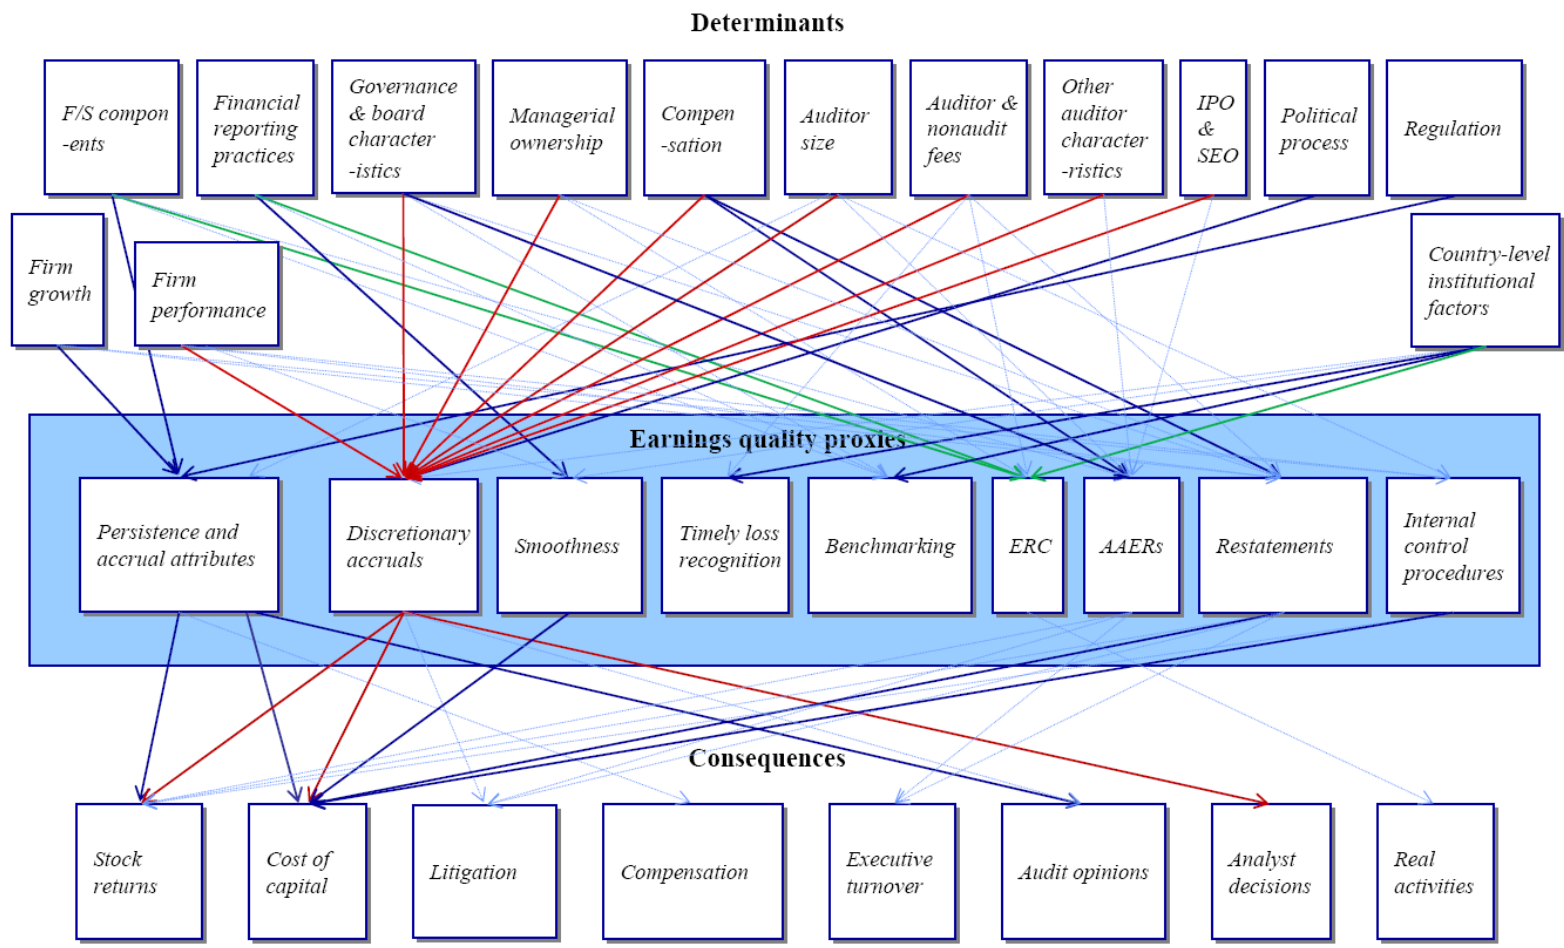 Determinants
F/S compon
-ents
Financial
reporting
practices
Governance
& board
character
-istics
Managerial
ownership
Compen
-sation
Auditor
size
Auditor &
nonaudit
fees
Other
auditor
character
-ristics
IPO
&
SEO
Political
process
Regulation
Firm
growth
Firm
performance
Country-level
institutional
factors
Earnings quality proxies
Persistence and
accrual attributes
Discretionary
accruals
Smoothness
Timely loss
recognition
Benchmarking
ERC
AAERs
Restatements
Internal
control
procedures
Consequences
Stock
returns
Cost of
capital
Litigation
Compensation
Executive
turnover
Audit opinions
Analyst
decisions
Real
activities